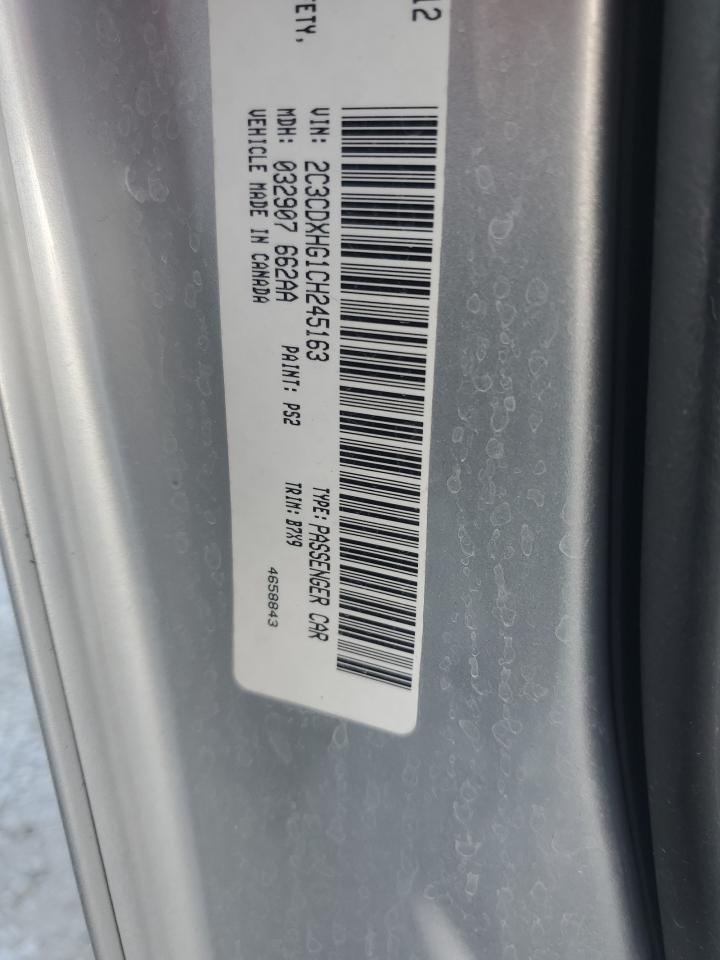 12
ETY,
VIN: 2C3CDXHG1CH245163 TYPE: PASSENGER CAR
MDH: 032907 662AA PAINT: PS2 TRIM: B7X9
VEHICLE MADE IN CANADA 4658843